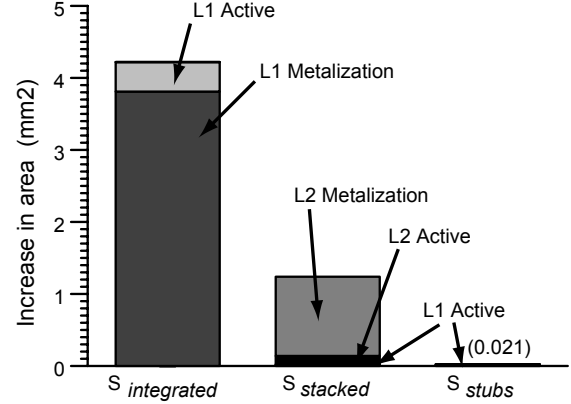 5
L1 Active
4
L1 Metalization
3
Increase in area (mm2)
2
L2 Metalization
L2 Active
1
L1 Active
(0.021)
0
S integrated
S stacked
S stubs